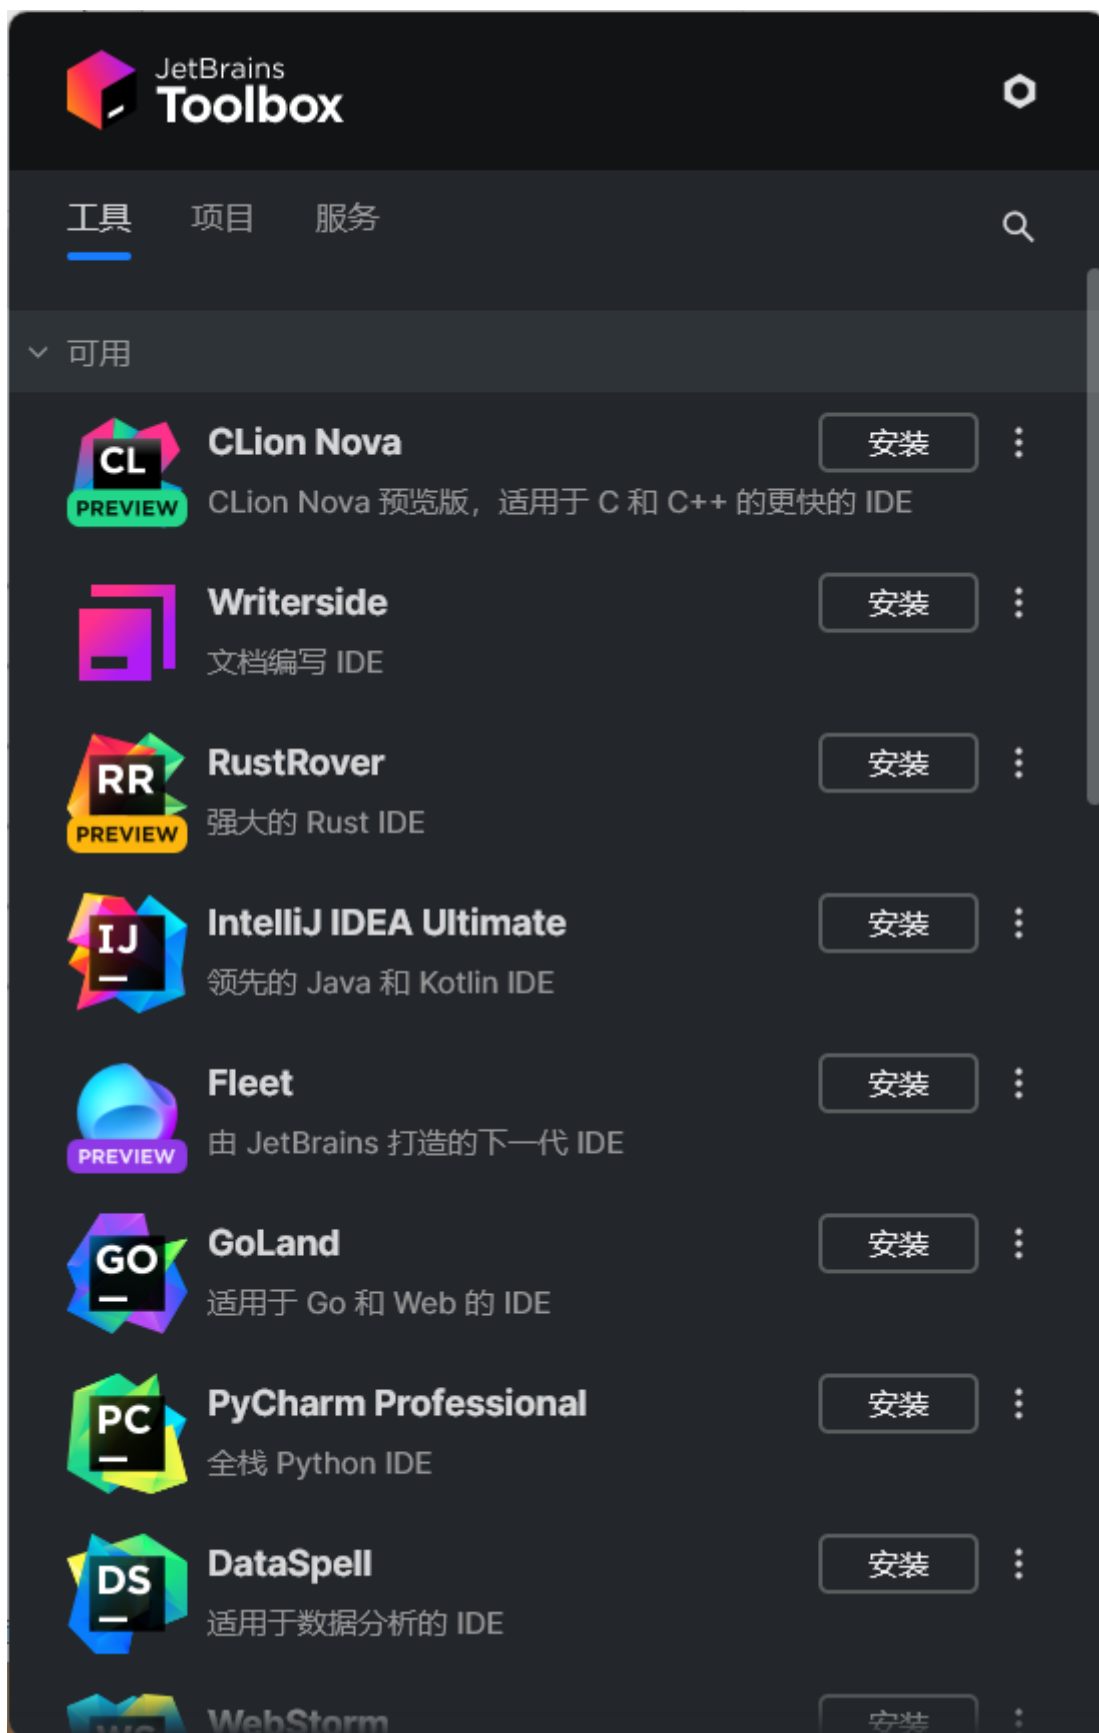 JetBrains
Toolbox
工具 项目 服务
可用
CL
PREVIEW
CLion Nova
安装
CLion Nova 预览版，适用于 C 和 C++ 的更快的 IDE
Writerside
安装
文档编写 IDE
RR
PREVIEW
RustRover
安装
强大的 Rust IDE
IJ
IntelliJ IDEA Ultimate
安装
领先的 Java 和 Kotlin IDE
PREVIEW
Fleet
安装
由 JetBrains 打造的下一代 IDE
GO
GoLand
安装
适用于 Go 和 Web 的 IDE
PC
PyCharm Professional
安装
全栈 Python IDE
DS
DataSpell
安装
适用于数据分析的 IDE
WS
WebStorm
安装